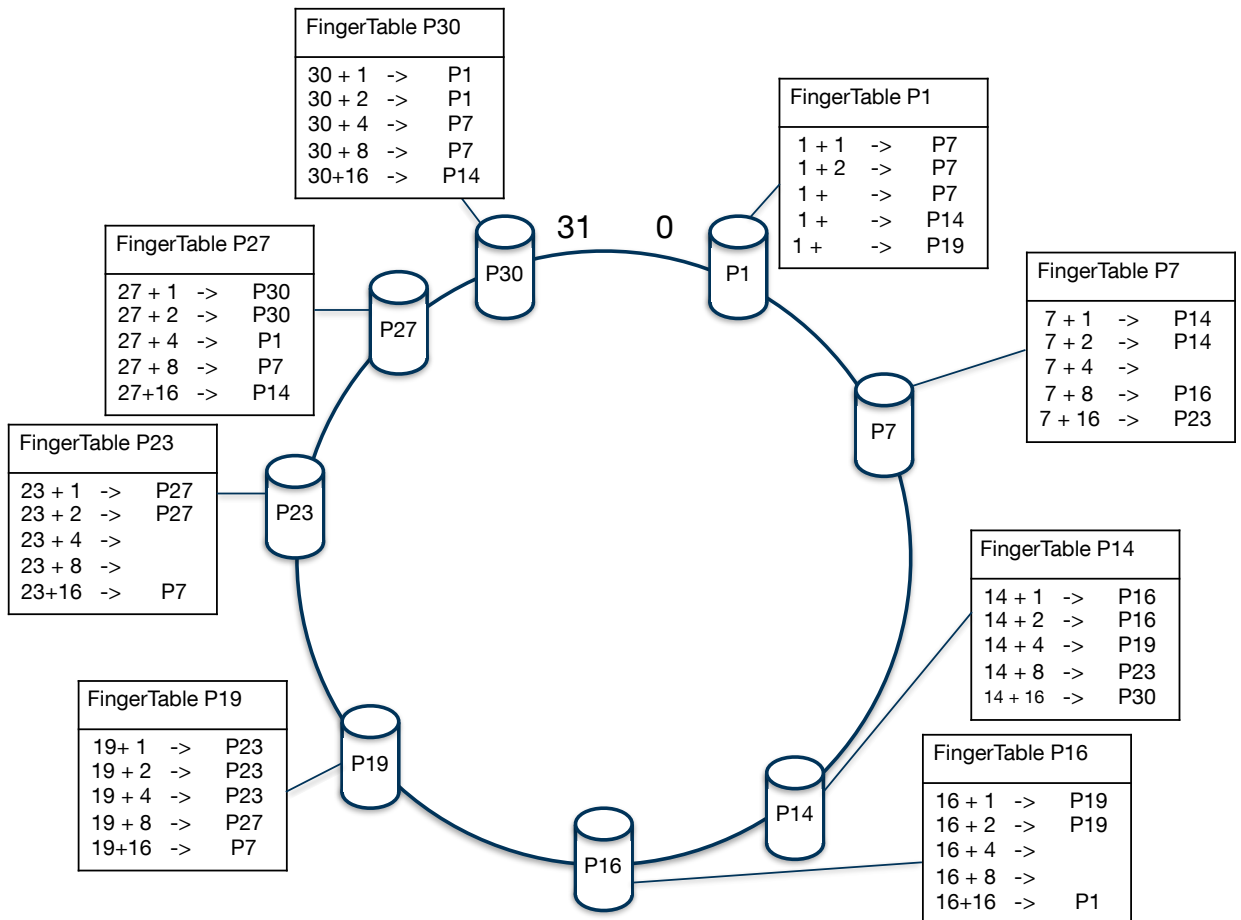 FingerTable P30
30 + 1 -> P1
30 + 2 -> P1
30 + 4 -> P7
30 + 8 -> P7
30+16 -> P14
FingerTable P1
1 + 1 -> P7
1 + 2 -> P7
1 + -> P7
1 + -> P14
1 + -> P19
31 0
P30
P1
FingerTable P27
27 + 1 -> P30
27 + 2 -> P30
27 + 4 -> P1
27 + 8 -> P7
27+16 -> P14
P27
FingerTable P7
7 + 1 -> P14
7 + 2 -> P14
7 + 4 ->
7 + 8 -> P16
7 + 16 -> P23
P7
FingerTable P23
23 + 1 -> P27
23 + 2 -> P27
23 + 4 ->
23 + 8 ->
23+16 -> P7
P23
FingerTable P14
14 + 1 -> P16
14 + 2 -> P16
14 + 4 -> P19
14 + 8 -> P23
14 + 16 -> P30
FingerTable P19
19+ 1 -> P23
19 + 2 -> P23
19 + 4 -> P23
19 + 8 -> P27
19+16 -> P7
P19
P14
P16
FingerTable P16
16 + 1 -> P19
16 + 2 -> P19
16 + 4 ->
16 + 8 ->
16+16 -> P1